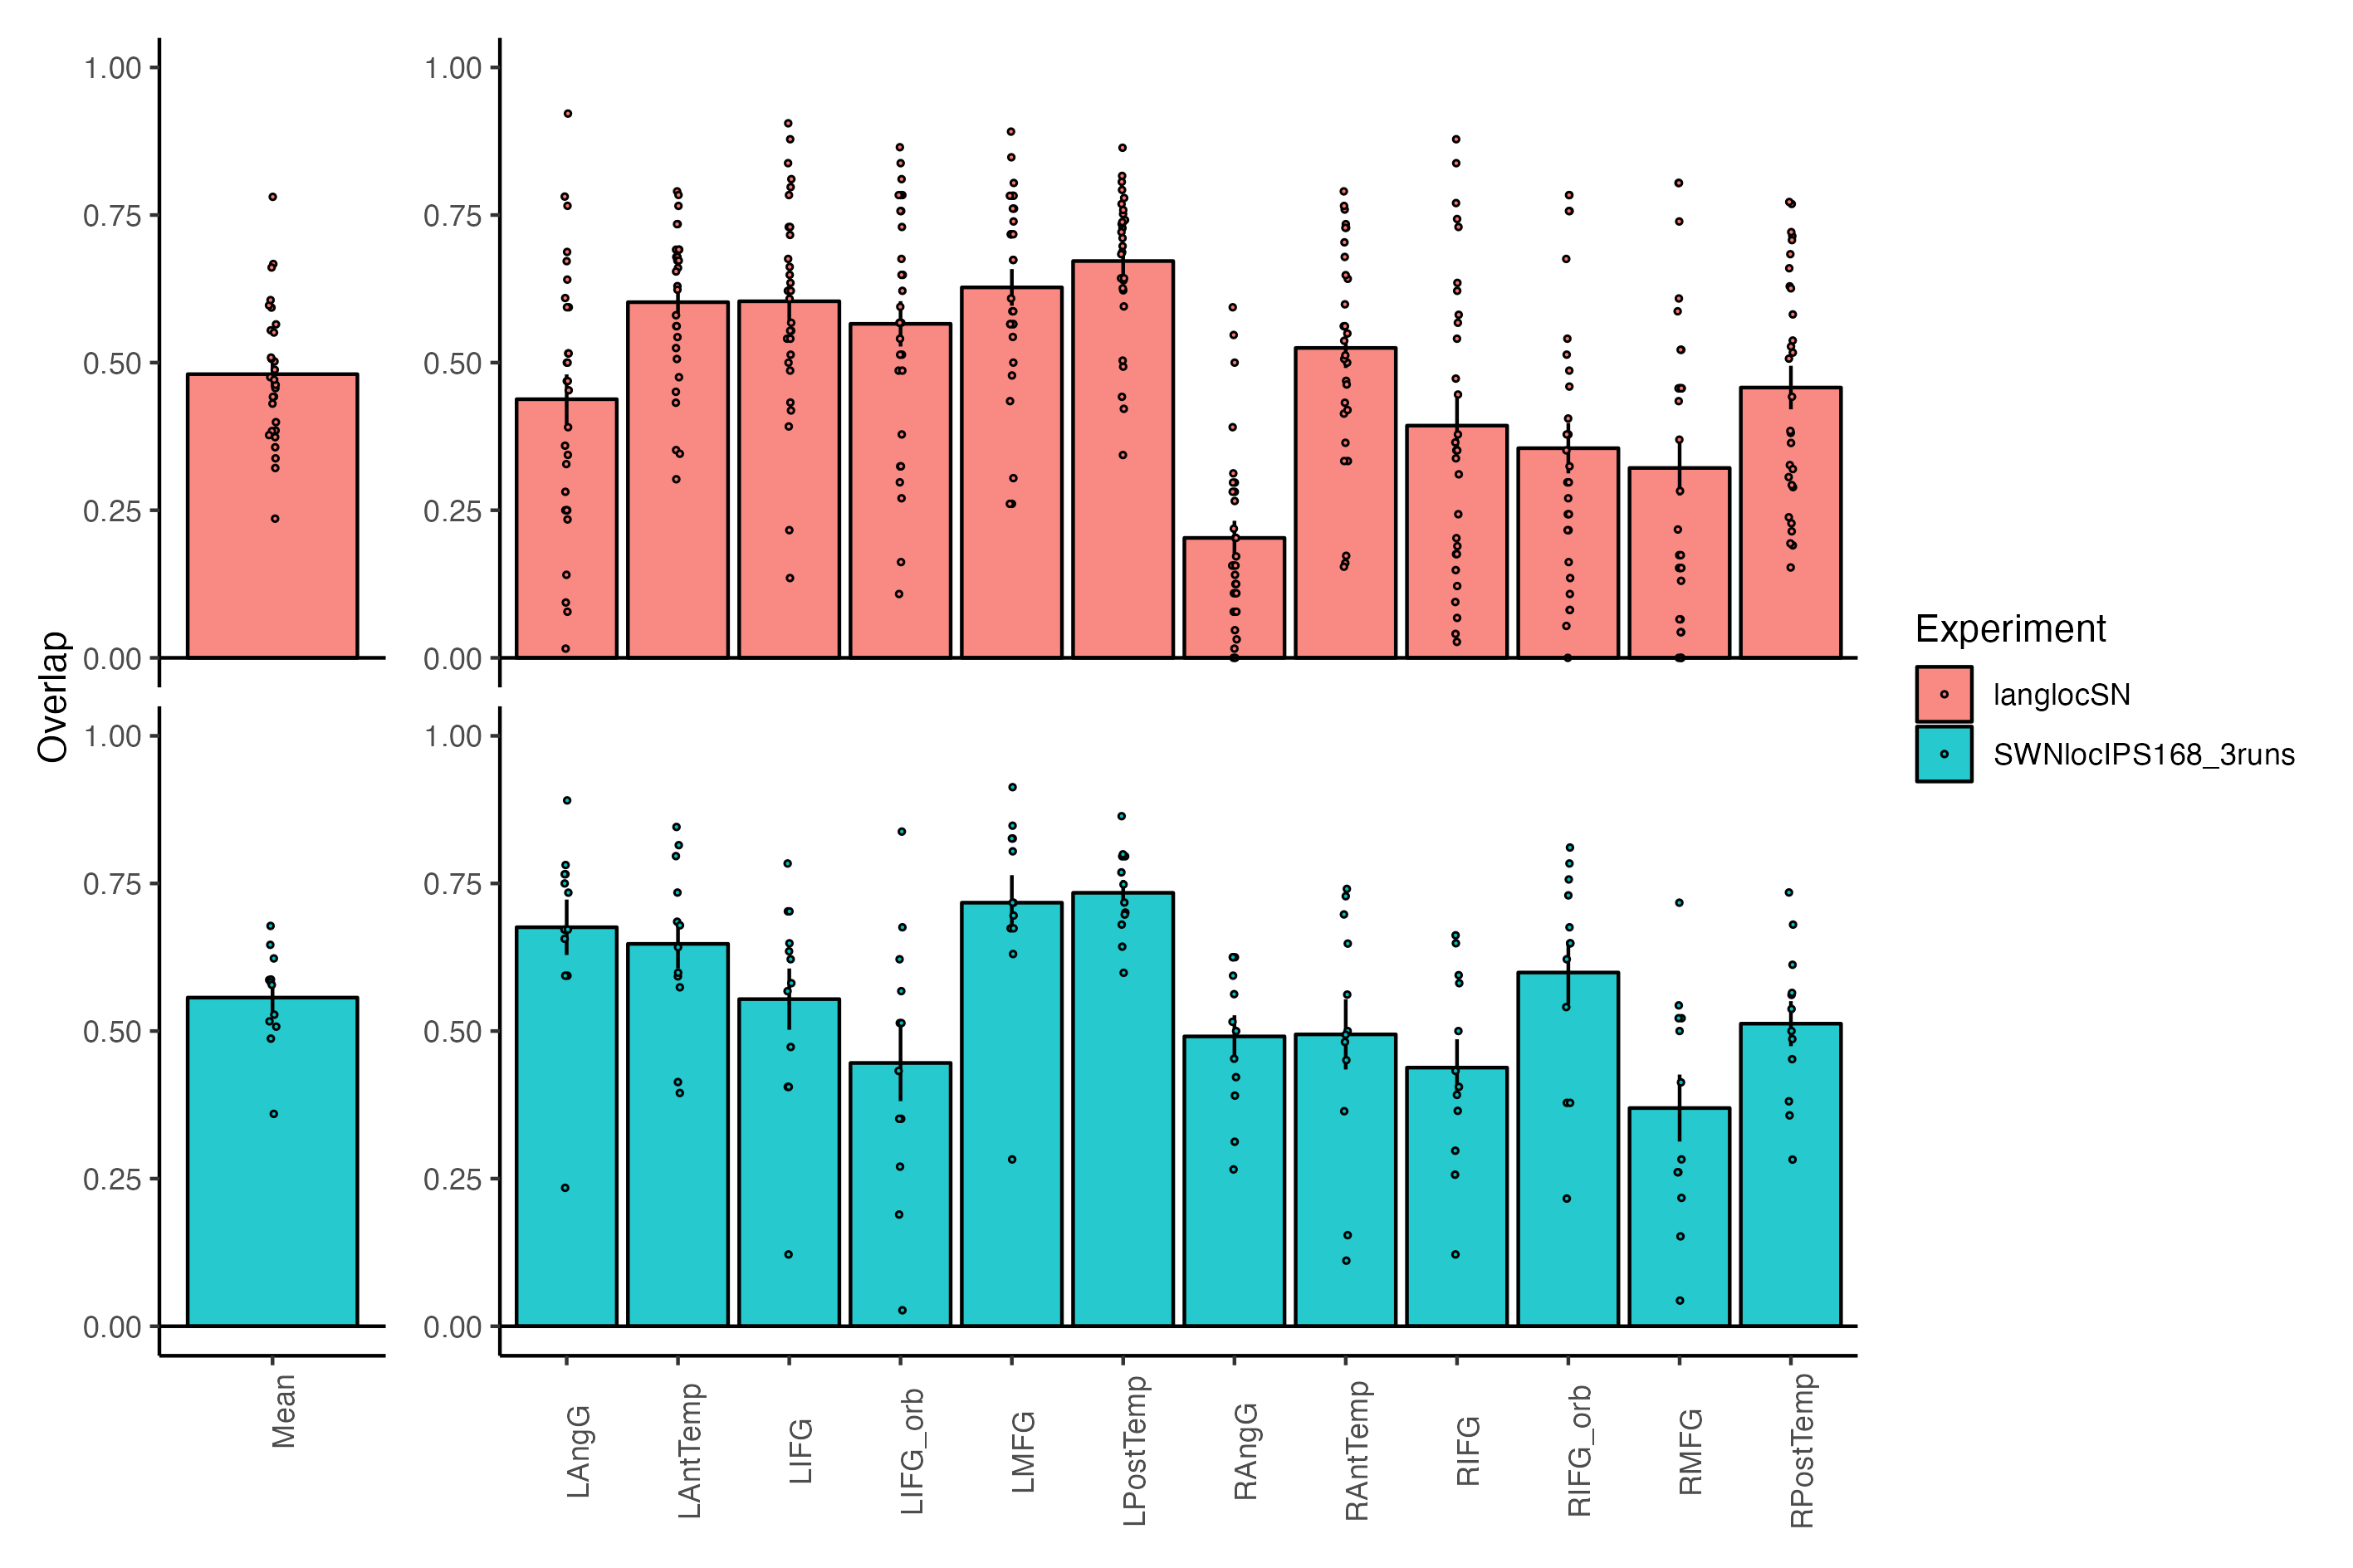 Overlap
1.00
0.75
0.50
0.25
0.00
1.00
0.75
0.50
0.25
0.00
1.00
0.75
0.50
0.25
0.00
1.00
0.75
0.50
0.25
0.00
Mean
LAngG
LAntTemp
LIFG
LIFG_orb
LMFG
LPostTemp
RAngG
RAntTemp
RIFG
RIFG_orb
RMFG
RPostTemp
Experiment
langlocSN
SWNlocIPS168_3runs